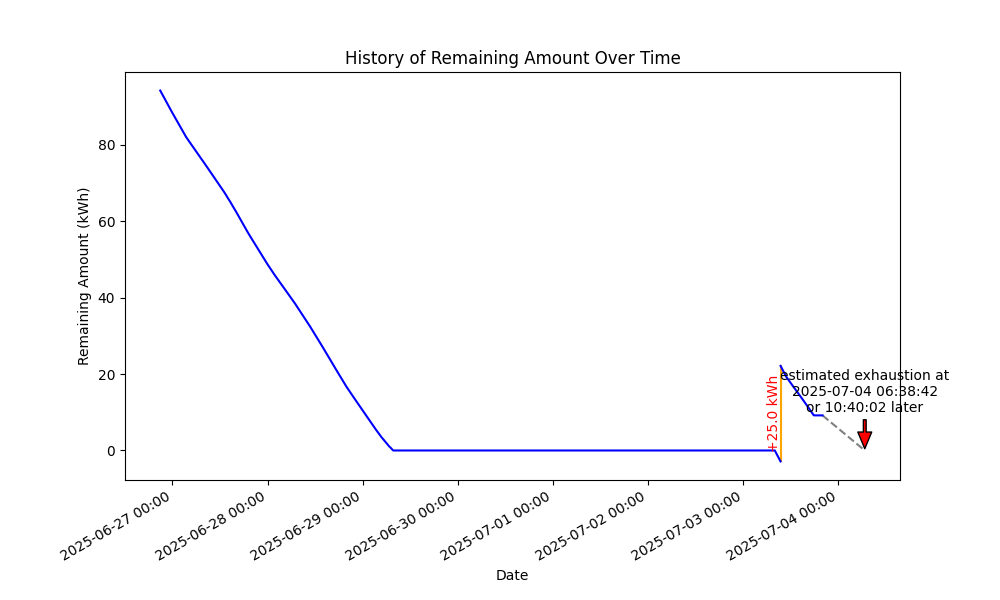 History of Remaining Amount Over Time
Remaining Amount (kWh)
80
60
40
20
0
+25.0 kWh
estimated exhaustion at
2025-07-04 06:38:42
or 10:40:02 later
2025-06-27 00:00
2025-06-28 00:00
2025-06-29 00:00
2025-06-30 00:00
2025-07-01 00:00
2025-07-02 00:00
2025-07-03 00:00
2025-07-04 00:00
Date